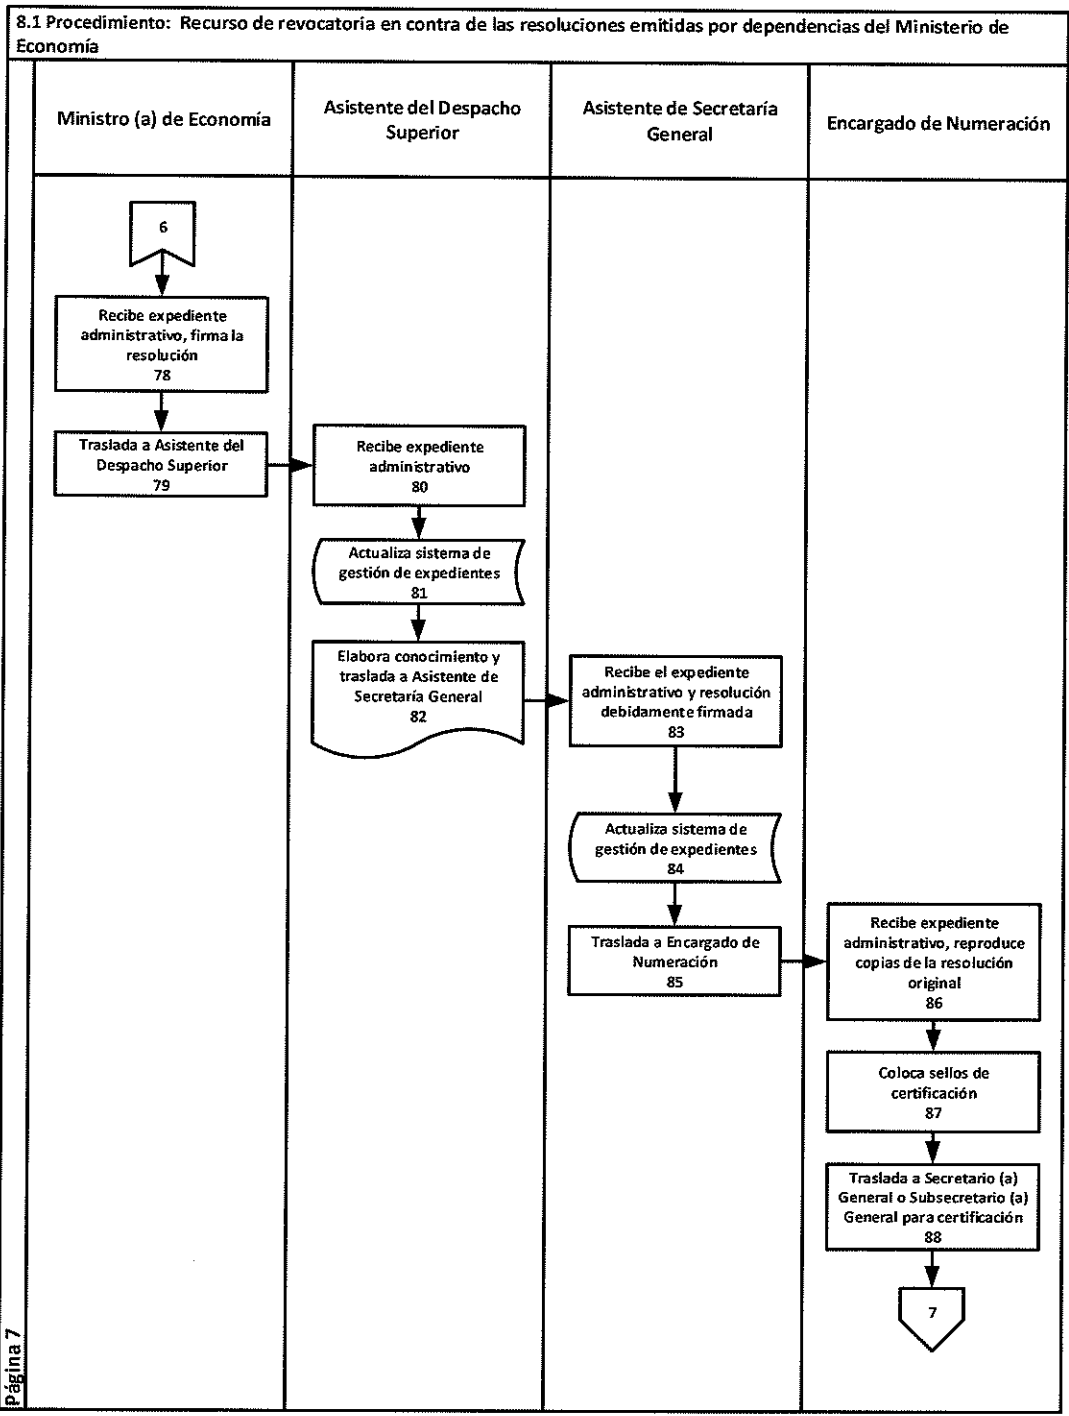 8.1 Procedimiento: Recurso de revocatoria en contra de las resoluciones emitidas por dependencias del Ministerio de
Economía
Ministro (a) de Economía
Asistente del Despacho
Superior
Asistente de Secretaría
General
Encargado de Numeración
6
Recibe expediente
administrativo, firma la
resolución
78
Traslada a Asistente del
Despacho Superior
79
Recibe expediente
administrativo
80
Actualiza sistema de
gestión de expedientes
81
Elabora conocimiento y
traslada a Asistente de
Secretaría General
82
Recibe el expediente
administrativo y resolución
debidamente firmada
83
Actualiza sistema de
gestión de expedientes
84
Traslada a Encargado de
Numeración
85
Recibe expediente
administrativo, reproduce
copias de la resolución
original
86
Coloca sellos de
certificación
87
Traslada a Secretario (a)
General o Subsecretario (a)
General para certificación
88
7
Página 7